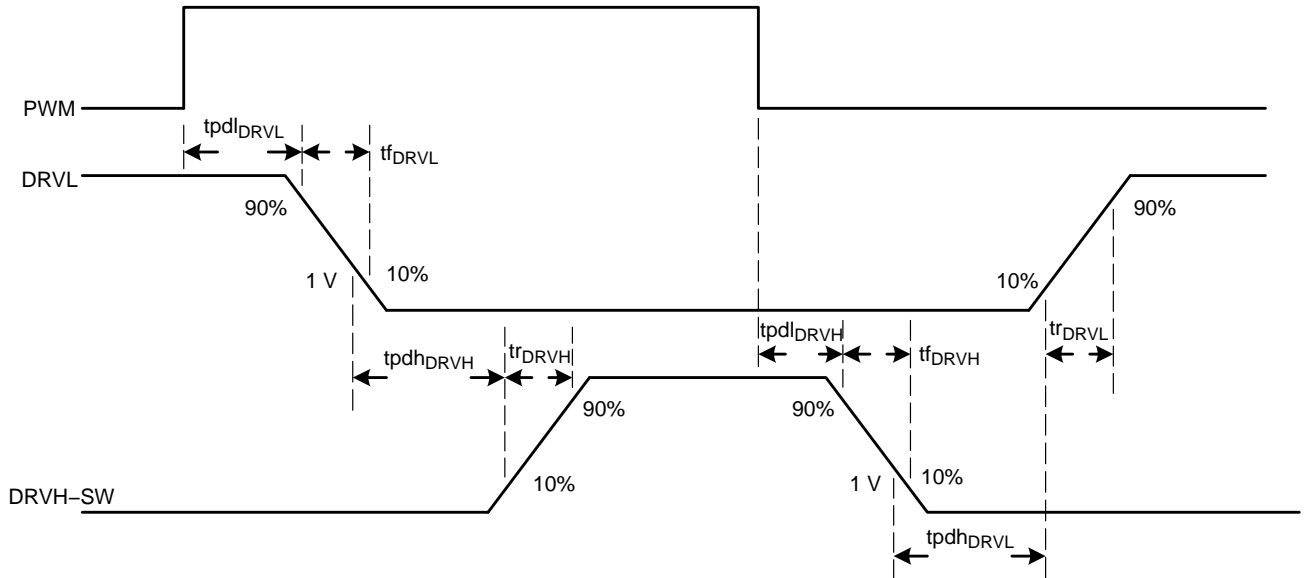 PWM
tpdlDRVL
tfDRVL
DRVL
90%
90%
1 V
10%
10%
tpdhDRVH
trDRVH
tpdlDRVH
tfDRVH
trDRVL
90%
90%
DRVH–SW
10%
1 V
10%
tpdhDRVL